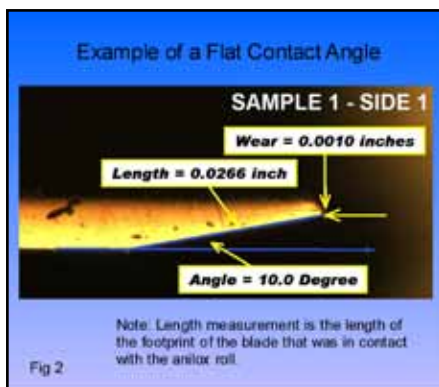 Example of a Flat Contact Angle
SAMPLE 1 - SIDE 1
Wear = 0.0010 inches
Length = 0.0266 inch
Angle = 10.0 Degree
Note: Length measurement is the length of
the footprint of the blade that was in contact
with the anilox roll.
Fig 2